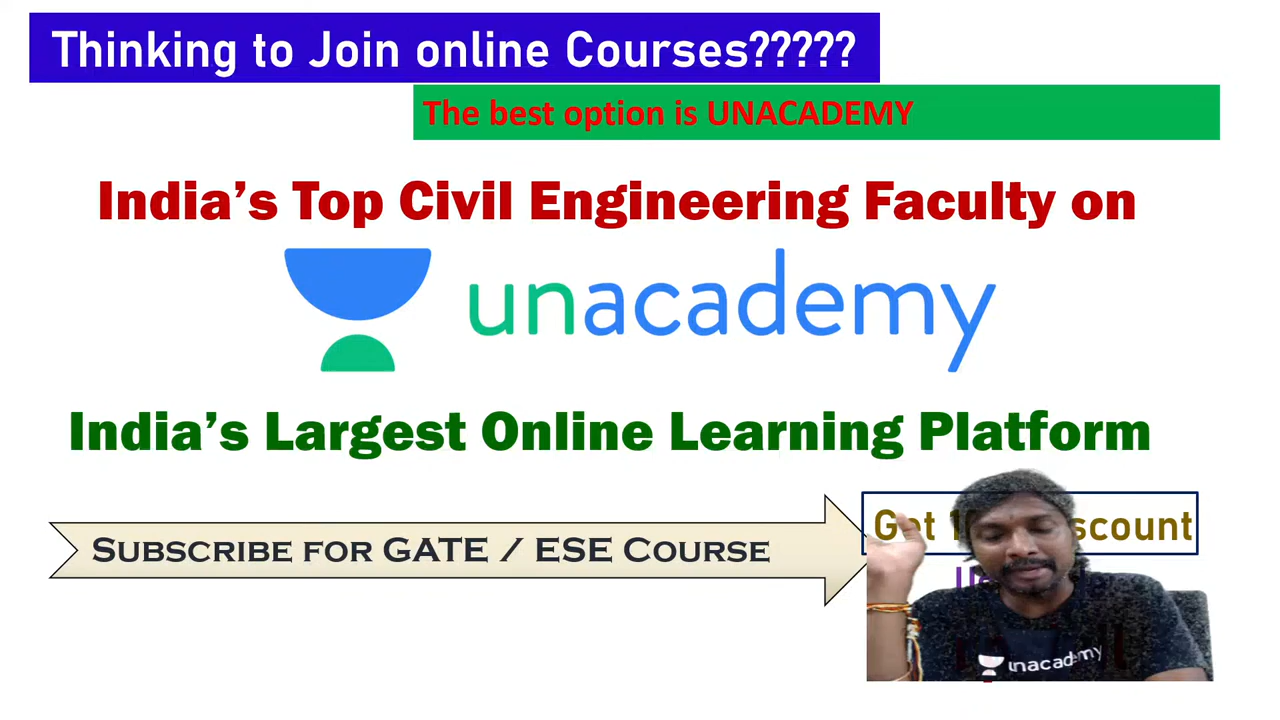 Thinking to Join online Courses?????
The best option is UNACADEMY
India's Top Civil Engineering Faculty on
unacademy
India's Largest Online Learning Platform
SUBSCRIBE FOR GATE / ESE COURSE
Get
unacademy